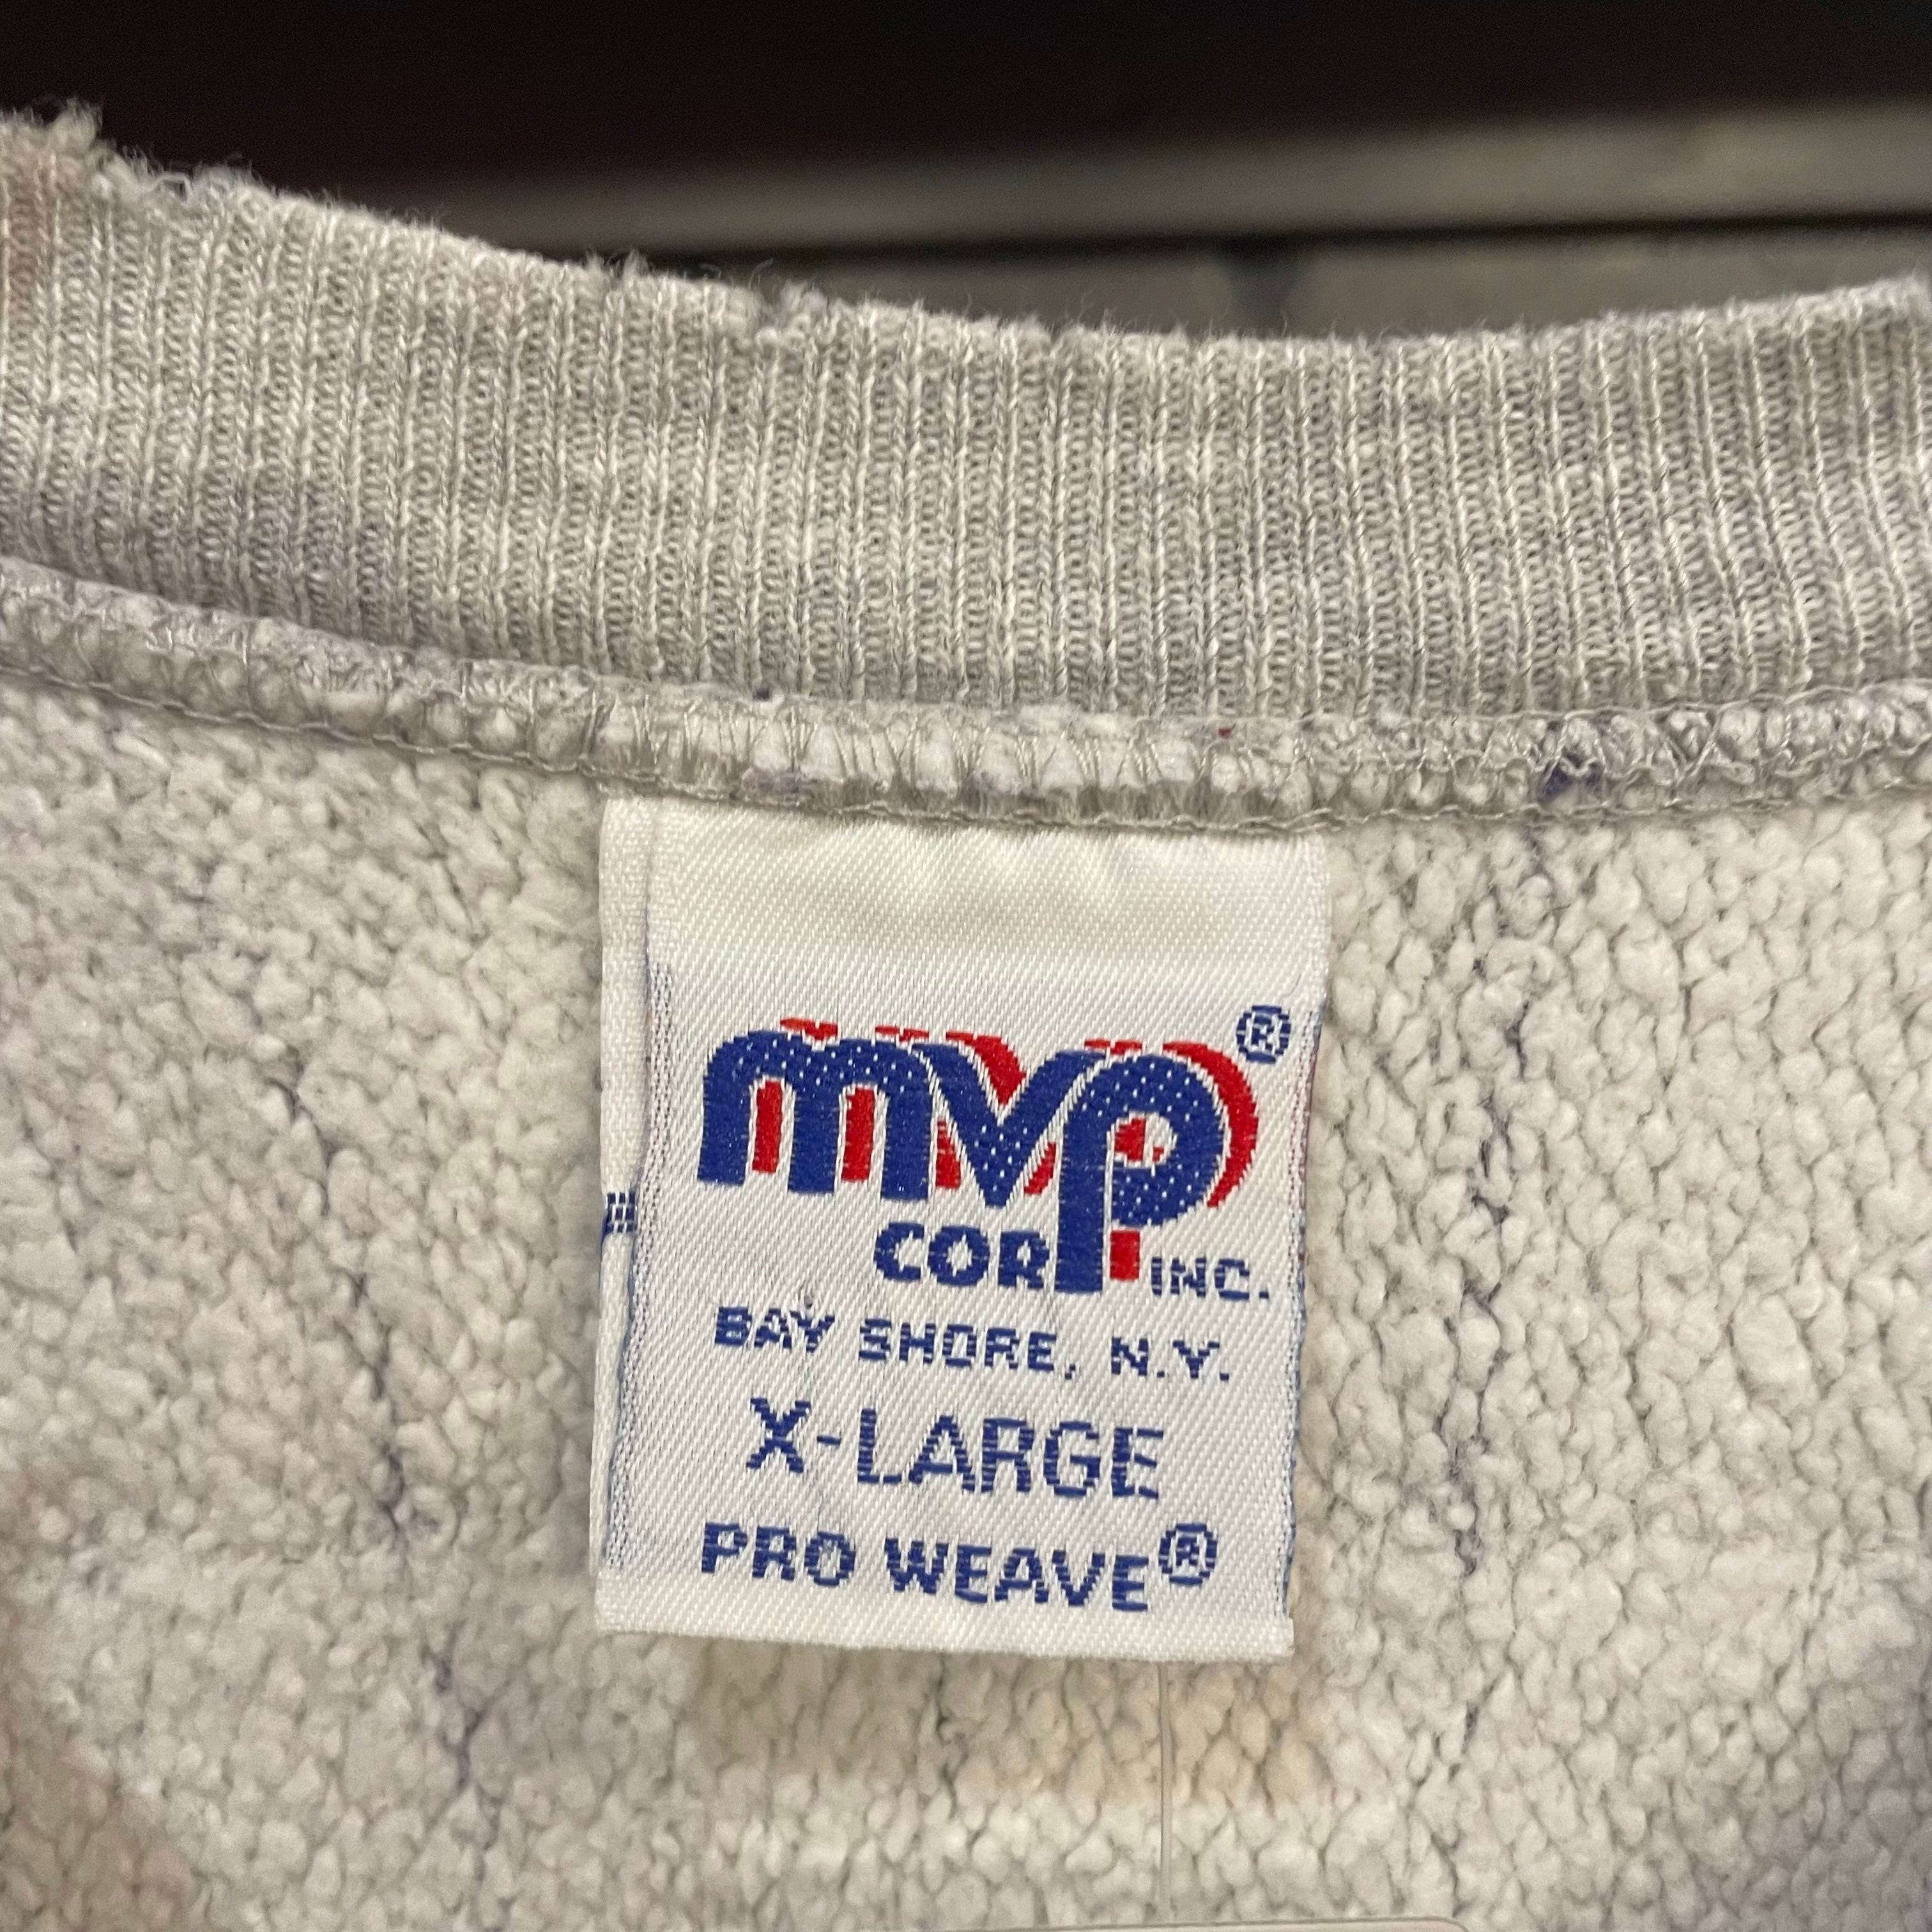 mvp®
CORP INC.
BAY SHORE, N.Y.
X-LARGE
PRO WEAVE®